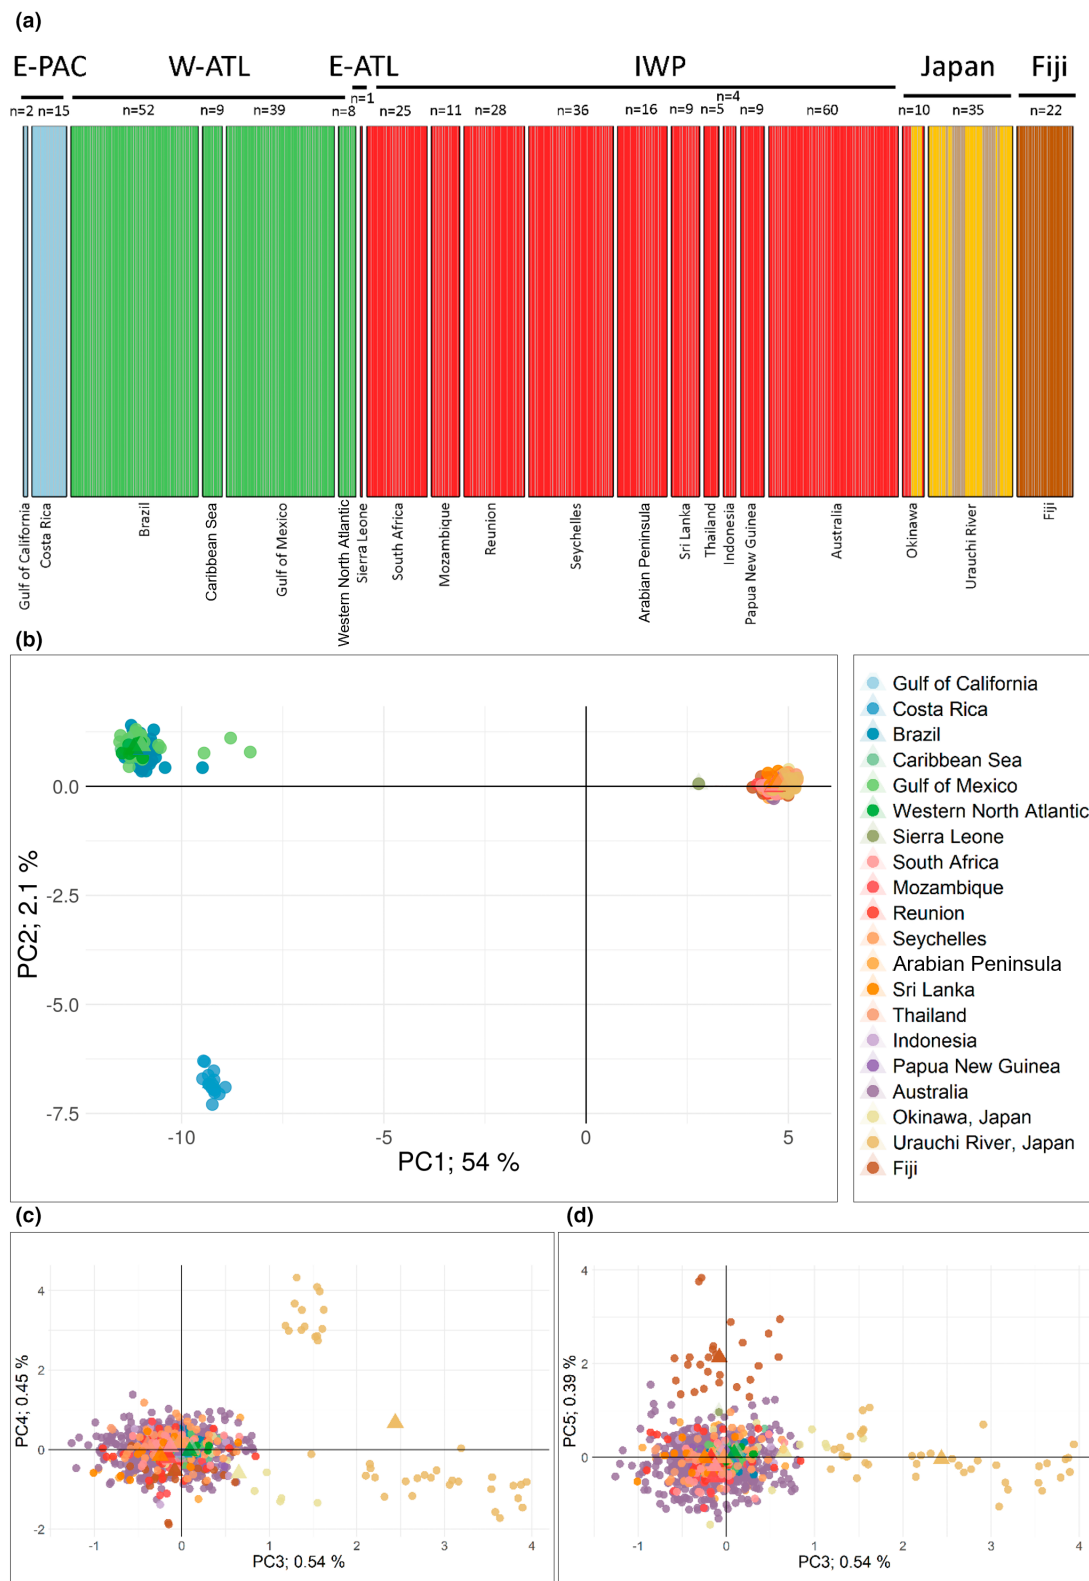 (a)
E-PAC W-ATL E-ATL IWP Japan Fiji
n=2 n=15 n=52 n=9 n=39 n=8 n=1 n=25 n=11 n=28 n=36 n=16 n=9 n=5 n=4 n=9 n=60 n=10 n=35 n=22
Gulf of California
Costa Rica
Brazil
Caribbean Sea
Gulf of Mexico
Western North Atlantic
Sierra Leone
South Africa
Mozambique
Reunion
Seychelles
Arabian Peninsula
Sri Lanka
Thailand
Indonesia
Papua New Guinea
Australia
Okinawa
Urauchi River
Fiji
(b)
PC2; 2.1 %
0.0
-2.5
-5.0
-7.5
-10 -5 0 5
PC1; 54 %
Gulf of California
Costa Rica
Brazil
Caribbean Sea
Gulf of Mexico
Western North Atlantic
Sierra Leone
South Africa
Mozambique
Reunion
Seychelles
Arabian Peninsula
Sri Lanka
Thailand
Indonesia
Papua New Guinea
Australia
Okinawa, Japan
Urauchi River, Japan
Fiji
(c)
PC4; 0.45 %
4
2
0
-2
-1 0 1 2 3 4
PC3; 0.54 %
(d)
PC5; 0.39 %
4
2
0
-1 0 1 2 3 4
PC3; 0.54 %